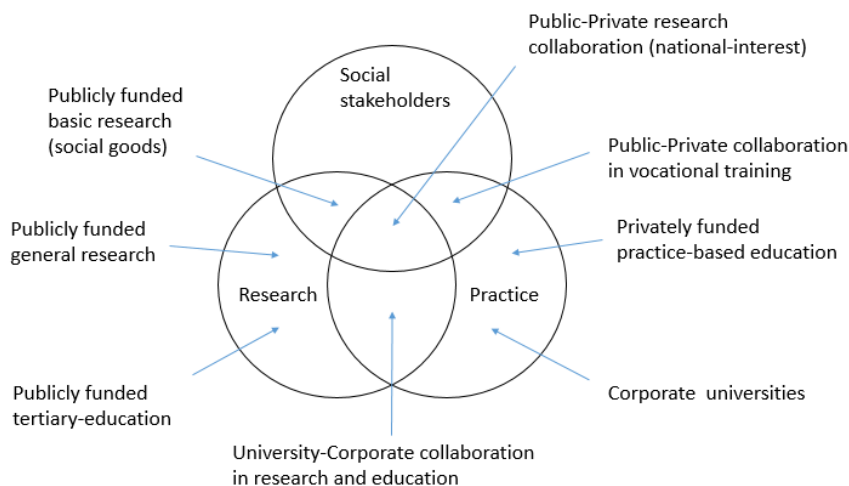 Public-Private research
collaboration (national-interest)
Social
stakeholders
Publicly funded
basic research
(social goods)
Public-Private collaboration
in vocational training
Publicly funded
general research
Privately funded
practice-based education
Research
Practice
Publicly funded
tertiary-education
Corporate universities
University-Corporate collaboration
in research and education